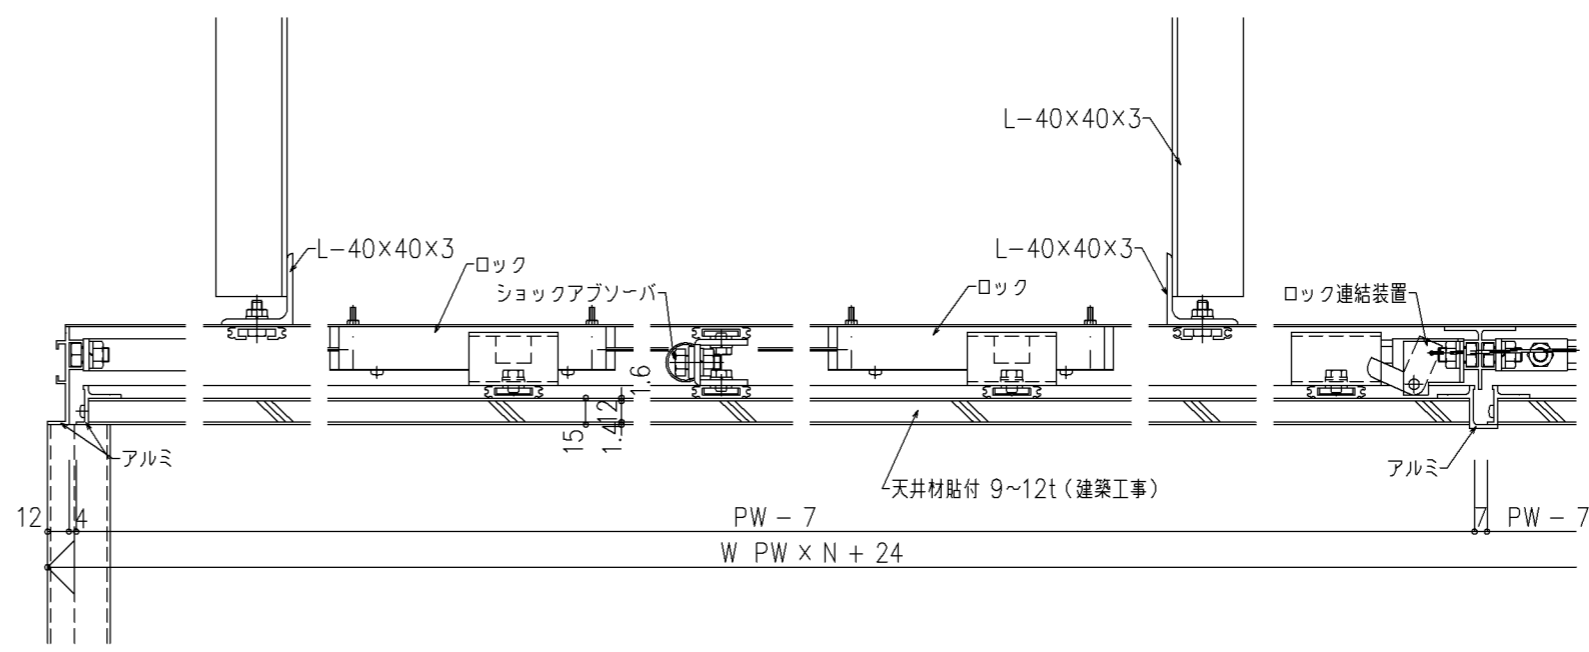 L-40×40×3
L-40×40×3
L-40×40×3
ロック
ショックアブソーバ
ロック
ロック連結装置
1.6
12
15
1.4
アルミ
アルミ
天井材貼付 9~12t (建築工事)
12
4
PW - 7
7
PW - 7
W PW × N + 24